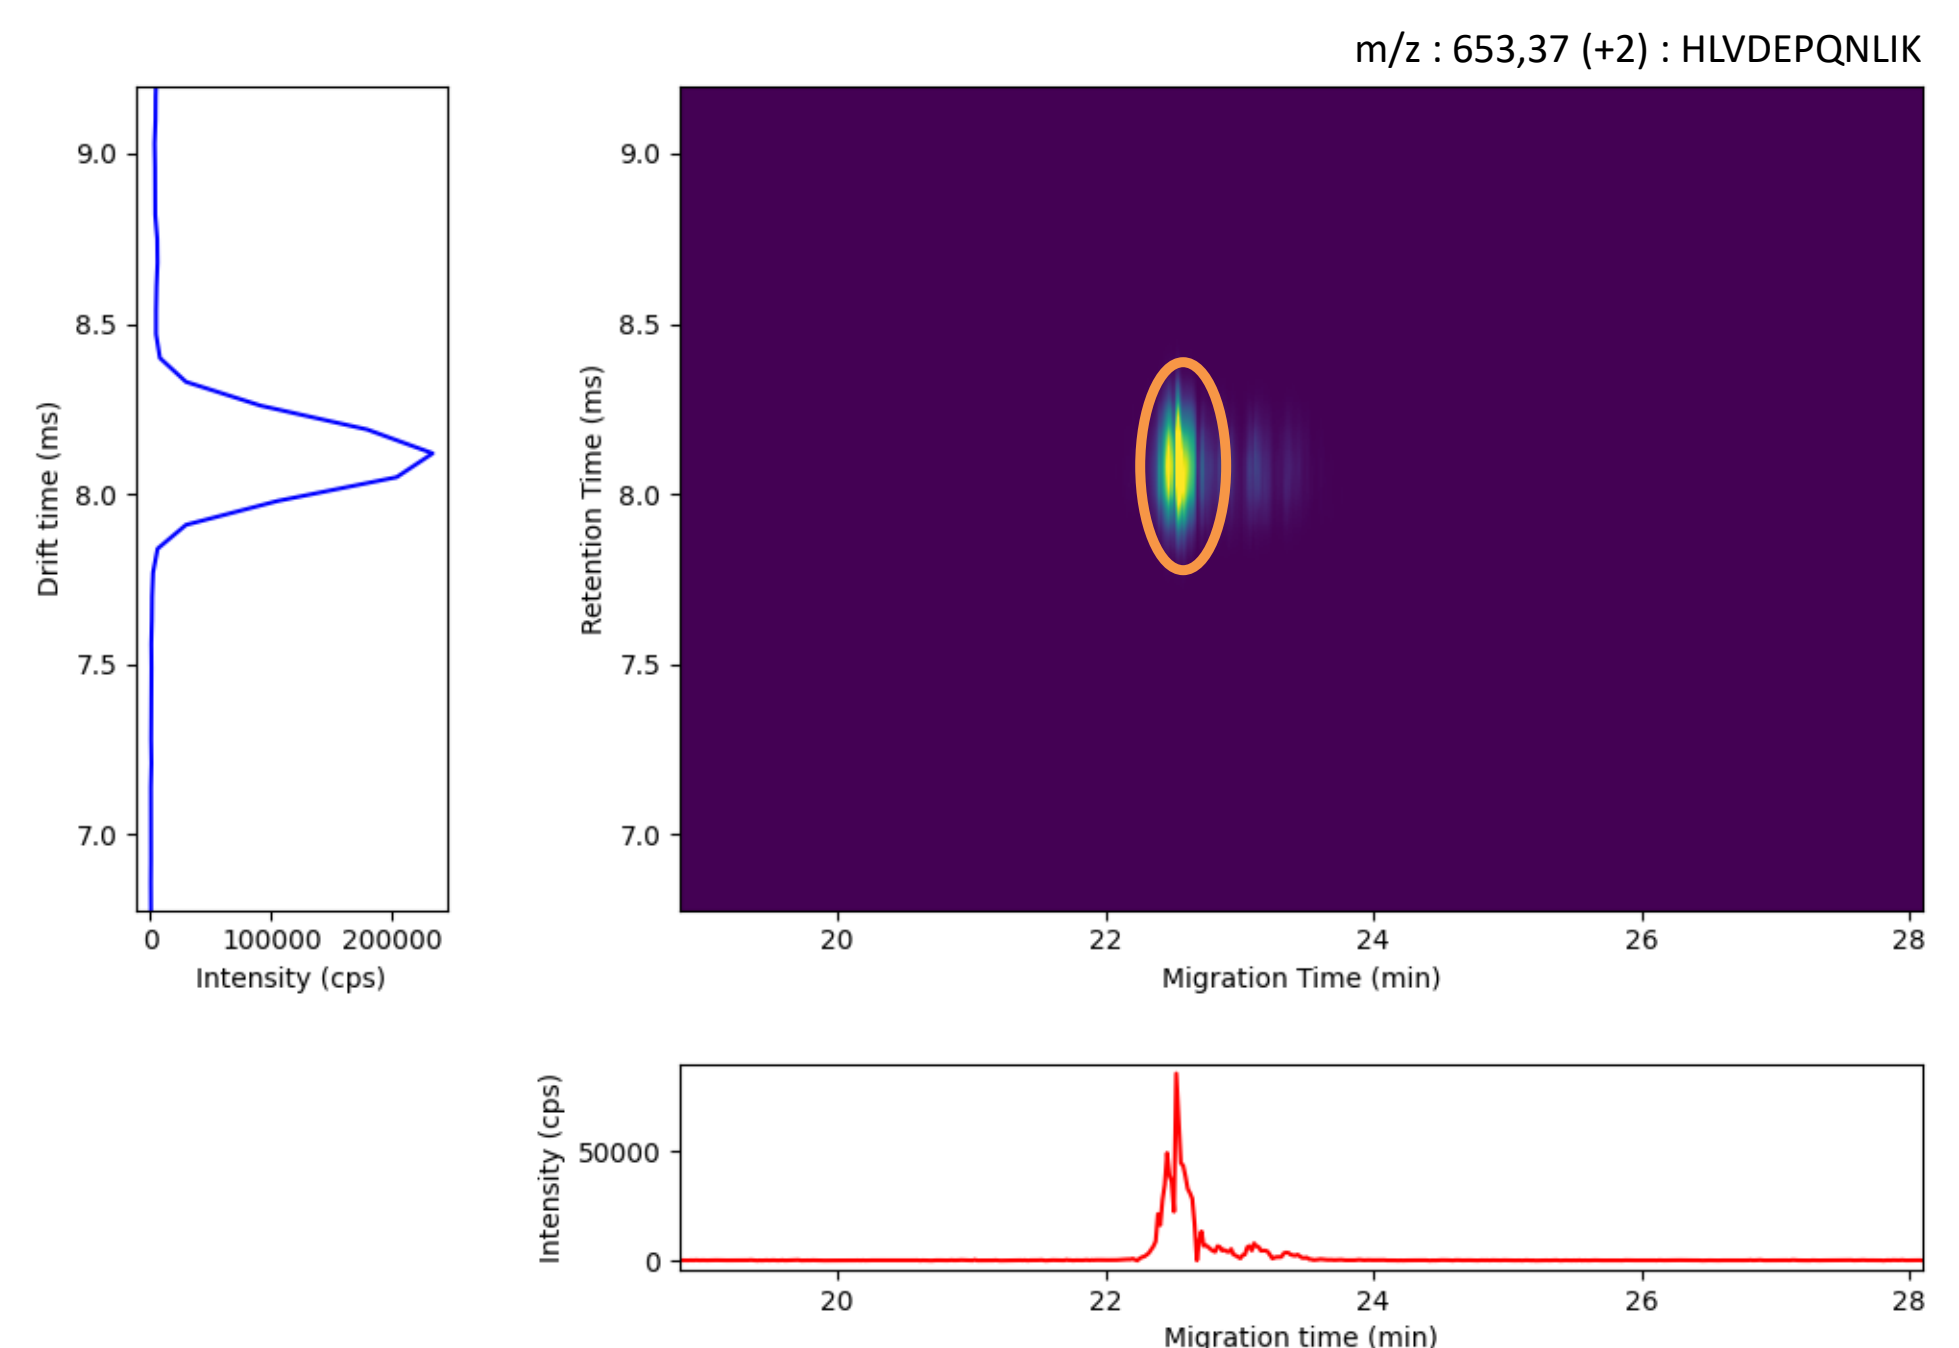 m/z : 653,37 (+2) : HLVDEPQNLIK
9.0
8.5
8.0
7.5
7.0
Drift time (ms)
0 100000 200000
Intensity (cps)
9.0
8.5
8.0
7.5
7.0
Retention Time (ms)
20 22 24 26 28
Migration Time (min)
50000
0
Intensity (cps)
20 22 24 26 28
Migration time (min)